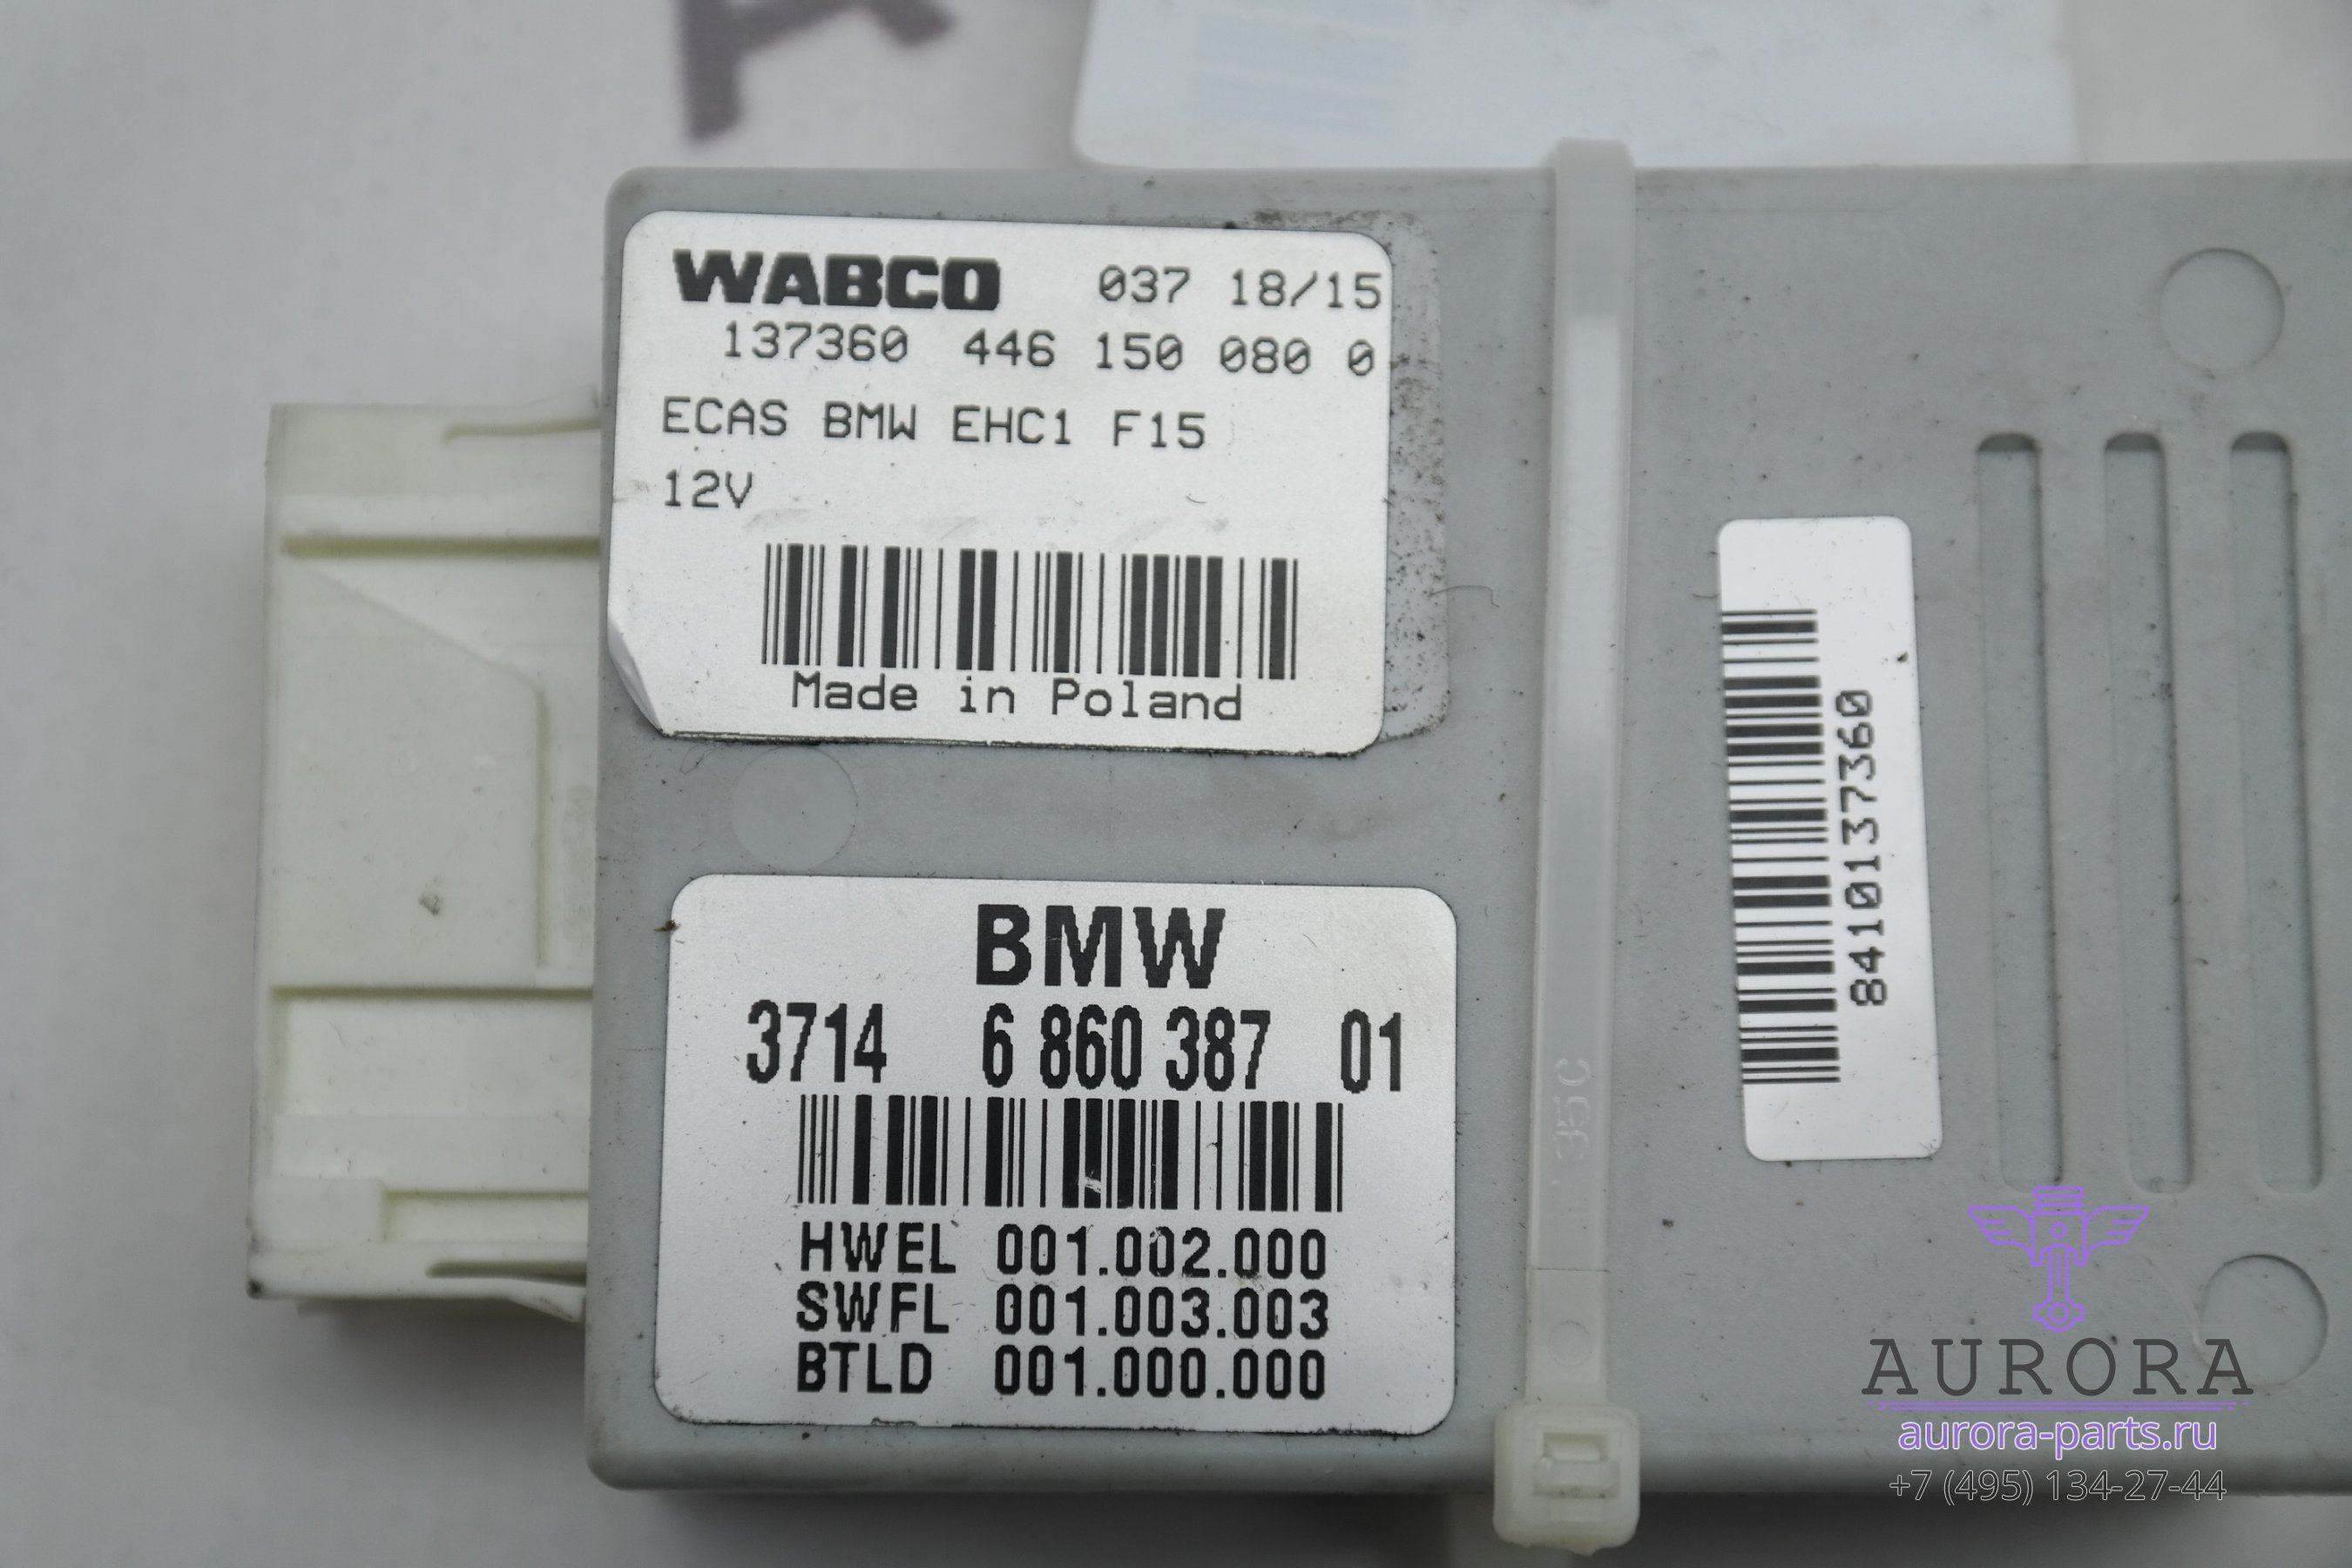 WABCO 037 18/15
137360 446 150 080 0
ECAS BMW EHC1 F15
12V
Made in Poland
BMW
3714 6 860 387 01
HWEL 001.002.000
SWFL 001.003.003
BTLD 001.000.000
8410137360
AURORA
aurora-parts.ru
+7 (495) 134-27-44